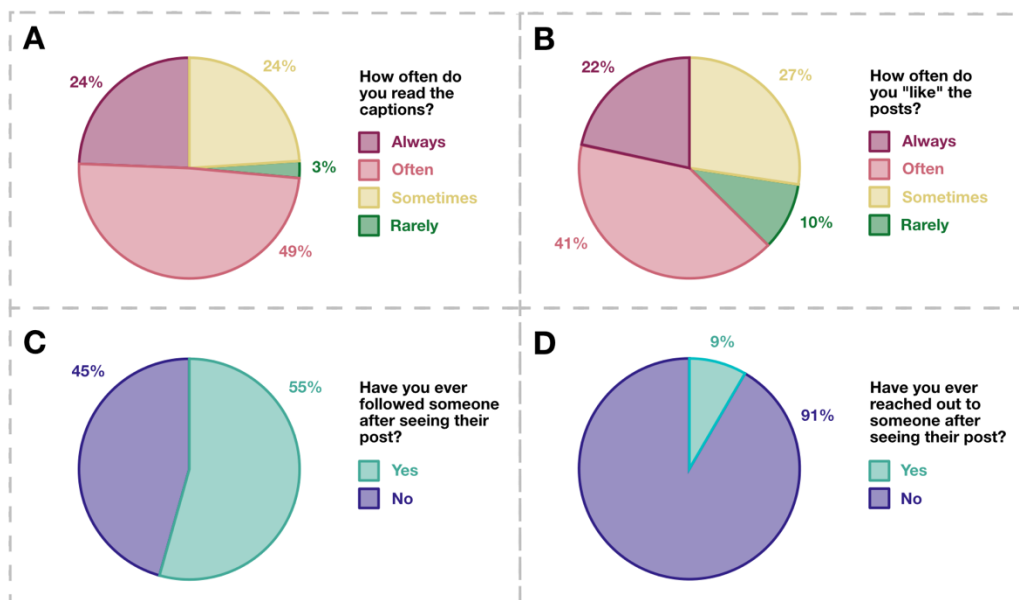 A
24%
24%
3%
49%
How often do
you read the
captions?
Always
Often
Sometimes
Rarely
B
22%
27%
10%
41%
How often do
you "like" the
posts?
Always
Often
Sometimes
Rarely
C
45%
55%
Have you ever
followed someone
after seeing their
post?
Yes
No
D
9%
91%
Have you ever
reached out to
someone after
seeing their post?
Yes
No